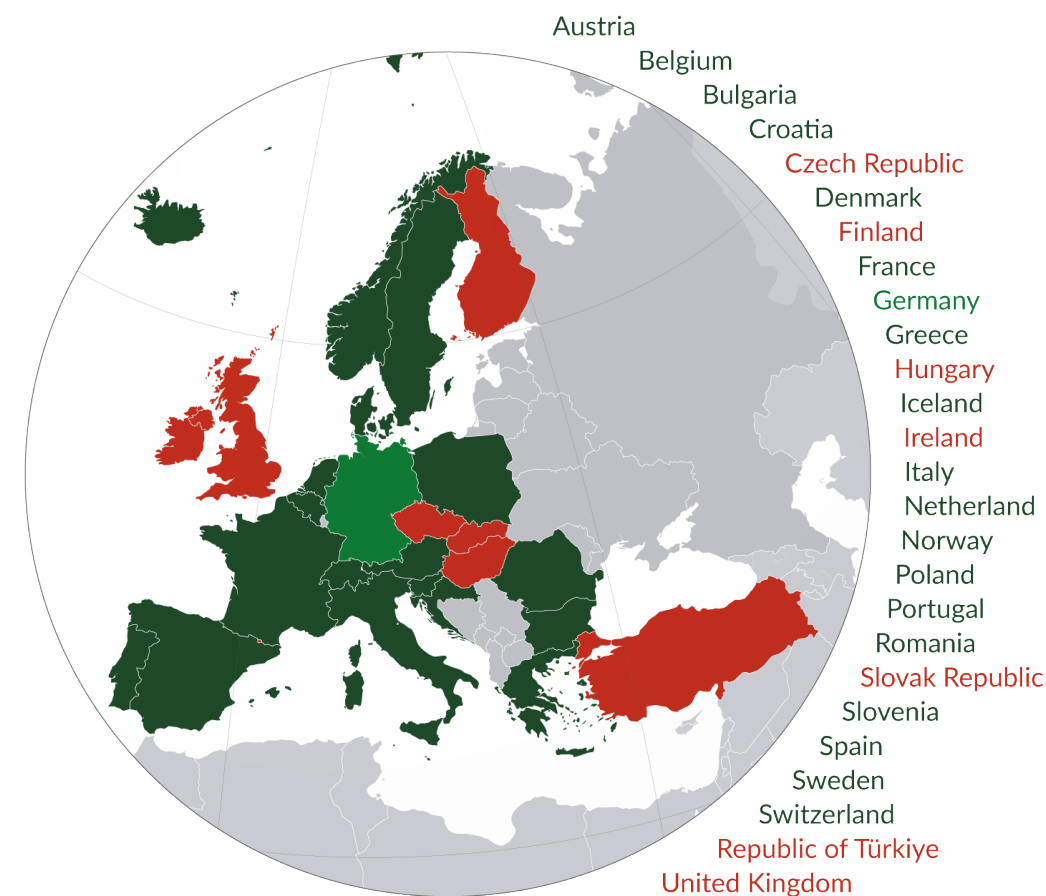 Austria
Belgium
Bulgaria
Croatia
Czech Republic
Denmark
Finland
France
Germany
Greece
Hungary
Iceland
Ireland
Italy
Netherland
Norway
Poland
Portugal
Romania
Slovak Republic
Slovenia
Spain
Sweden
Switzerland
Republic of Türkiye
United Kingdom